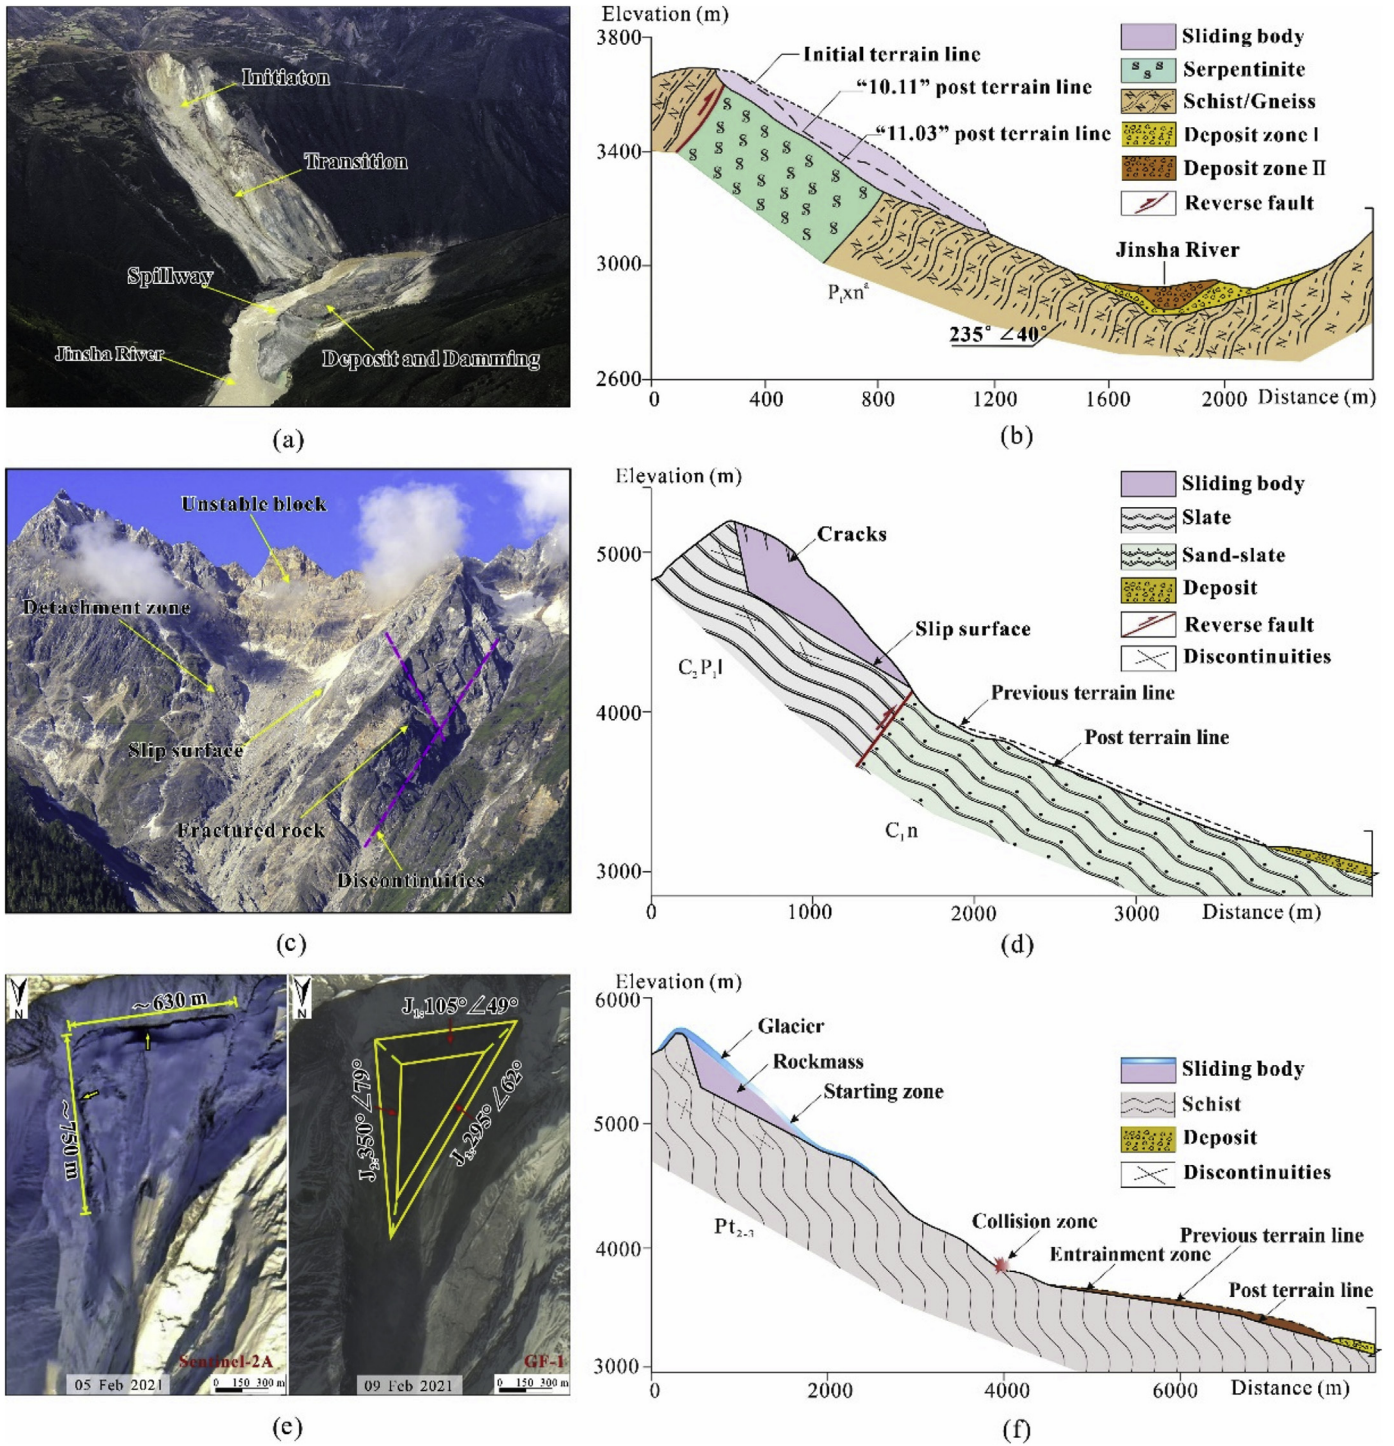 Initiaton
Transition
Spillway
Jinsha River
Deposit and Damming
(a)
Elevation (m)
3800
3400
3000
2600
0
400
800
1200
1600
2000
Distance (m)
Initial terrain line
“10.11” post terrain line
“11.03” post terrain line
Jinsha River
P₁xnᵃ
235° ∠40°
Sliding body
Serpentinite
Schist/Gneiss
Deposit zone Ⅰ
Deposit zone Ⅱ
Reverse fault
(b)
Unstable block
Detachment zone
Slip surface
Fractured rock
Discontinuities
(c)
Elevation (m)
5000
4000
3000
0
1000
2000
3000
Distance (m)
Cracks
Slip surface
Previous terrain line
Post terrain line
C₂P₁l
C₁n
Sliding body
Slate
Sand-slate
Deposit
Reverse fault
Discontinuities
(d)
N
~630 m
~750 m
Sentinel-2A
05 Feb 2021
0 150 300 m
N
J₁:105°∠49°
J₂:350°∠79°
J₃:295°∠62°
GF-1
09 Feb 2021
0 150 300 m
(e)
Elevation (m)
6000
5000
4000
3000
0
2000
4000
6000
Distance (m)
Glacier
Rockmass
Starting zone
Collision zone
Entrainment zone
Previous terrain line
Post terrain line
Pt₂₋₃
Sliding body
Schist
Deposit
Discontinuities
(f)